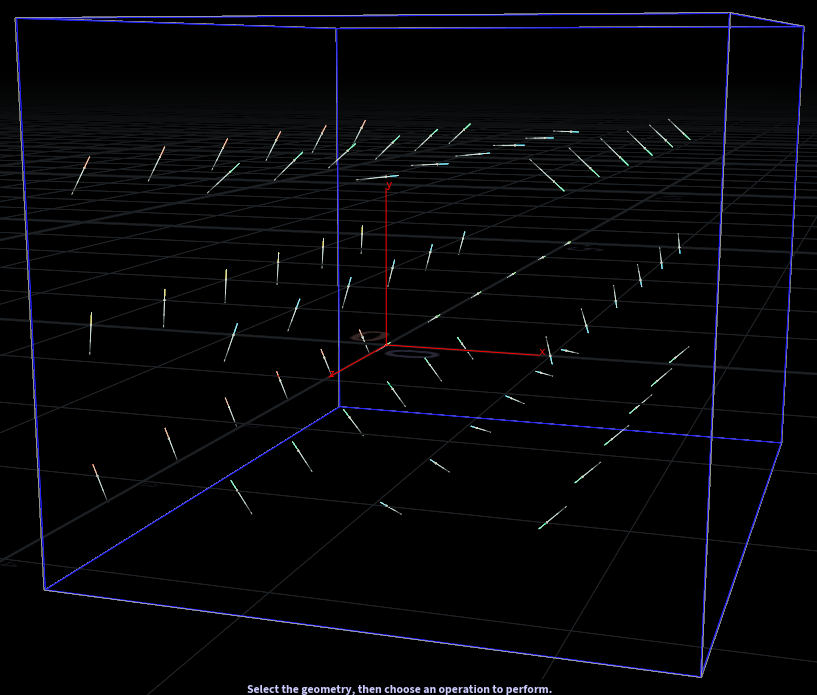 y
x
z
Select the geometry, then choose an operation to perform.